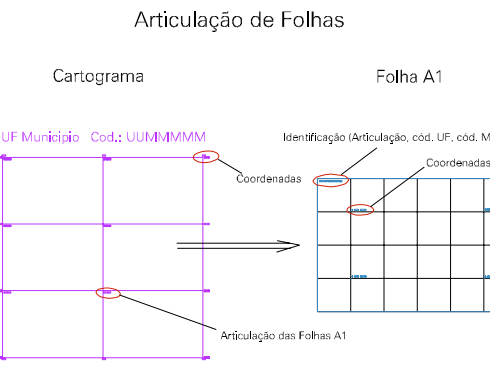 Articulação de Folhas
Cartograma
Folha A1
UF Municipio Cod.: UUMMMMM
Identificação (Articulação, cód. UF, cód. M
Coordenadas
Coordenadas
Articulação das Folhas A1